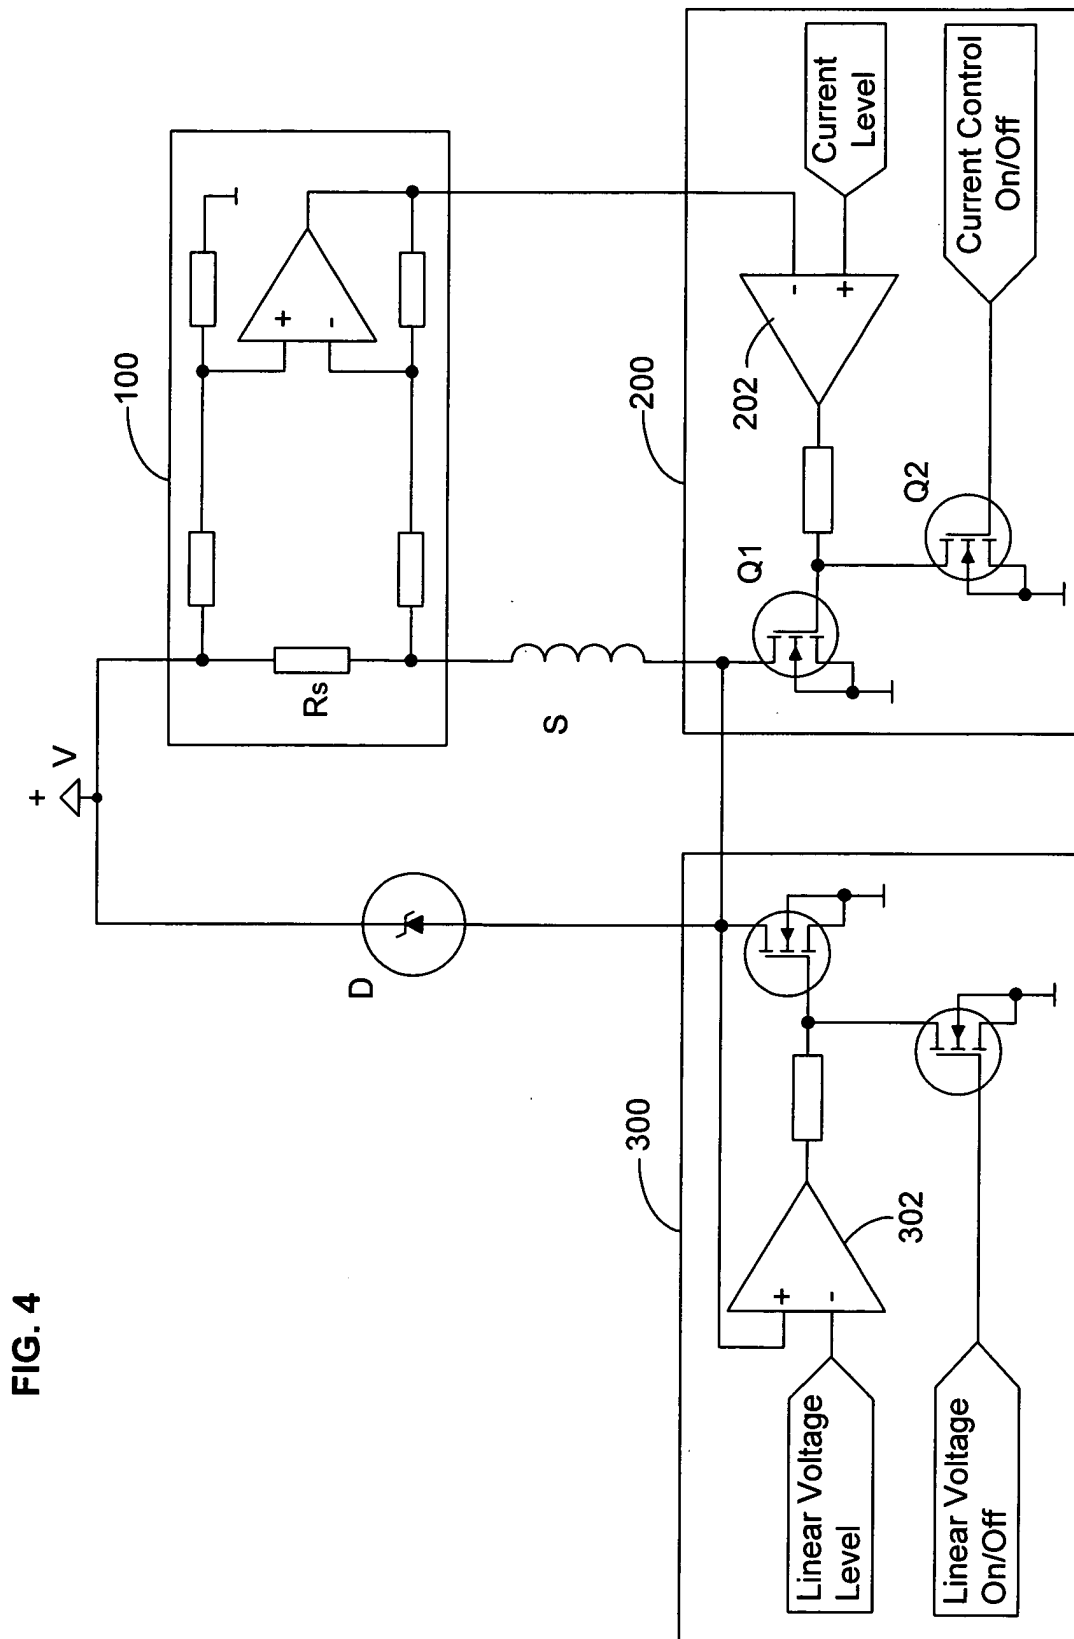 FIG. 4
+
V
D
Rs
S
100
+
-
200
202
-
+
Current
Level
Current Control
On/Off
Q1
Q2
300
302
+
-
Linear Voltage
Level
Linear Voltage
On/Off